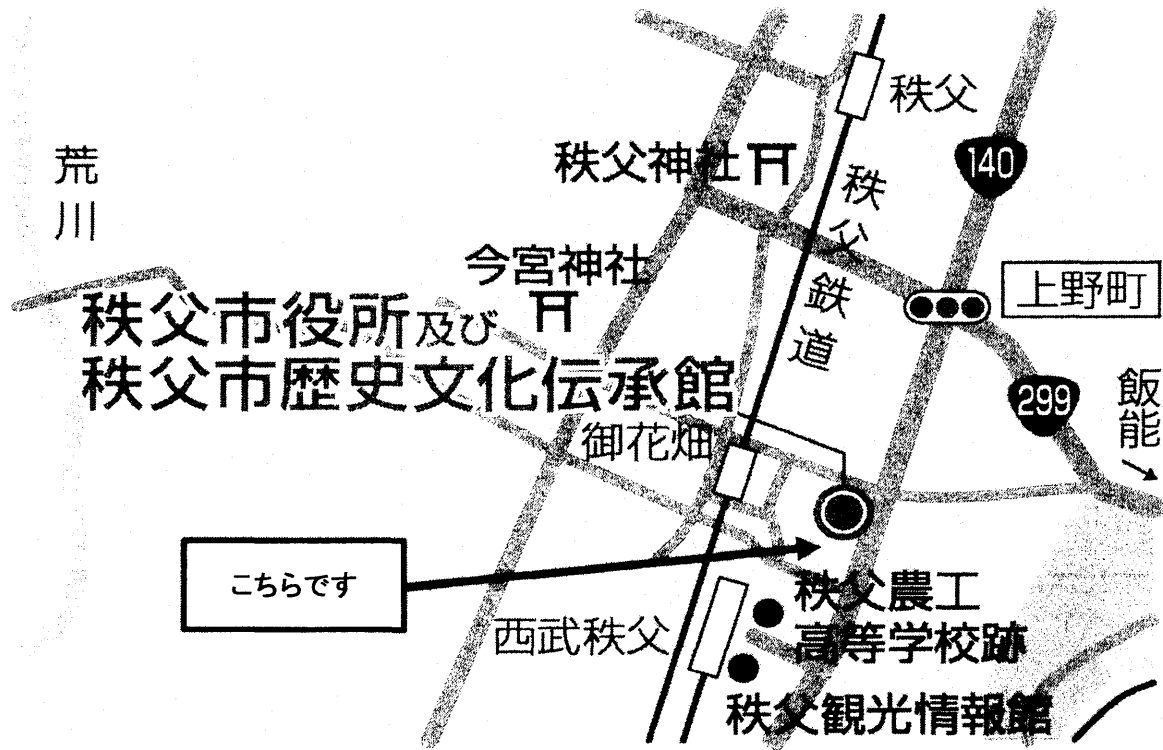 秩父
荒川
秩父神社
140
秩父鉄道
今宮神社
上野町
秩父市役所及び
秩父市歴史文化伝承館
299
飯能
御花畑
こちらです
秩父農工
高等学校跡
西武秩父
秩父観光情報館